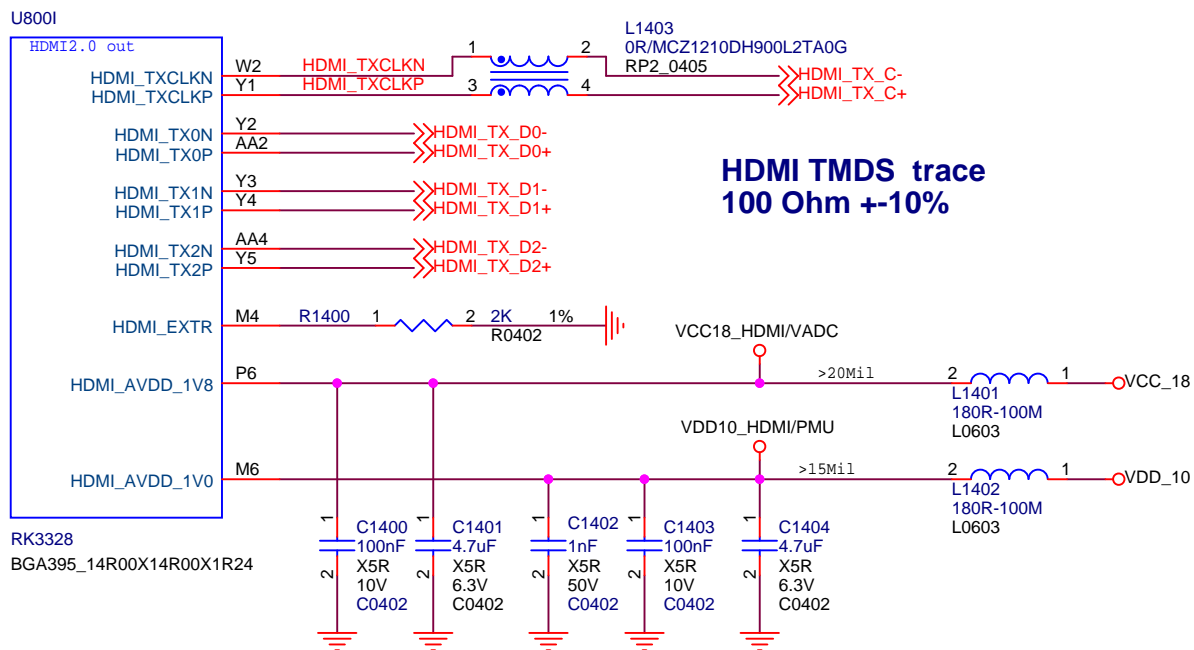 U800I
HDMI2.0 out
HDMI_TXCLKN
HDMI_TXCLKP
W2
Y1
HDMI_TXCLKN
HDMI_TXCLKP
1
2
3
4
L1403
0R/MCZ1210DH900L2TA0G
RP2_0405
HDMI_TX_C-
HDMI_TX_C+
HDMI_TX0N
HDMI_TX0P
Y2
AA2
HDMI_TX_D0-
HDMI_TX_D0+
HDMI_TX1N
HDMI_TX1P
Y3
Y4
HDMI_TX_D1-
HDMI_TX_D1+
HDMI TMDS trace
100 Ohm +-10%
HDMI_TX2N
HDMI_TX2P
AA4
Y5
HDMI_TX_D2-
HDMI_TX_D2+
HDMI_EXTR
M4
R1400
1
2
2K
1%
R0402
VCC18_HDMI/VADC
HDMI_AVDD_1V8
P6
>20Mil
2
1
L1401
180R-100M
L0603
VCC_18
VDD10_HDMI/PMU
HDMI_AVDD_1V0
M6
>15Mil
2
1
L1402
180R-100M
L0603
VDD_10
1
2
C1400
100nF
X5R
10V
C0402
1
2
C1401
4.7uF
X5R
6.3V
C0402
1
2
C1402
1nF
X5R
50V
C0402
1
2
C1403
100nF
X5R
10V
C0402
1
2
C1404
4.7uF
X5R
6.3V
C0402
RK3328
BGA395_14R00X14R00X1R24